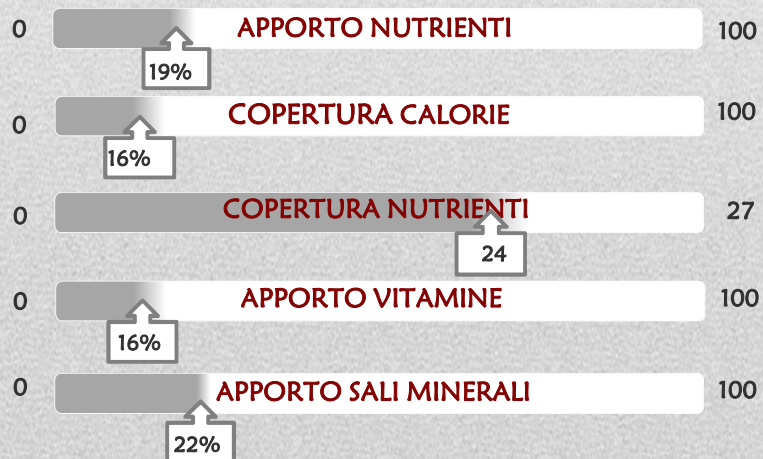 0 APPORTO NUTRIENTI 100
19%
0 COPERTURA CALORIE 100
16%
0 COPERTURA NUTRIENTI 27
24
0 APPORTO VITAMINE 100
16%
0 APPORTO SALI MINERALI 100
22%